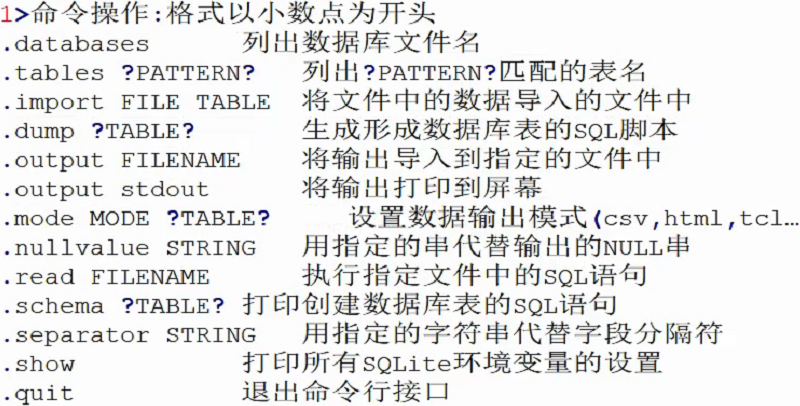 1>命令操作:格式以小数点为开头
.databases 列出数据库文件名
.tables ?PATTERN? 列出?PATTERN?匹配的表名
.import FILE TABLE 将文件中的数据导入的文件中
.dump ?TABLE? 生成形成数据库表的SQL脚本
.output FILENAME 将输出导入到指定的文件中
.output stdout 将输出打印到屏幕
.mode MODE ?TABLE? 设置数据输出模式(csv,html,tcl…
.nullvalue STRING 用指定的串代替输出的NULL串
.read FILENAME 执行指定文件中的SQL语句
.schema ?TABLE? 打印创建数据库表的SQL语句
.separator STRING 用指定的字符串代替字段分隔符
.show 打印所有SQLite环境变量的设置
.quit 退出命令行接口